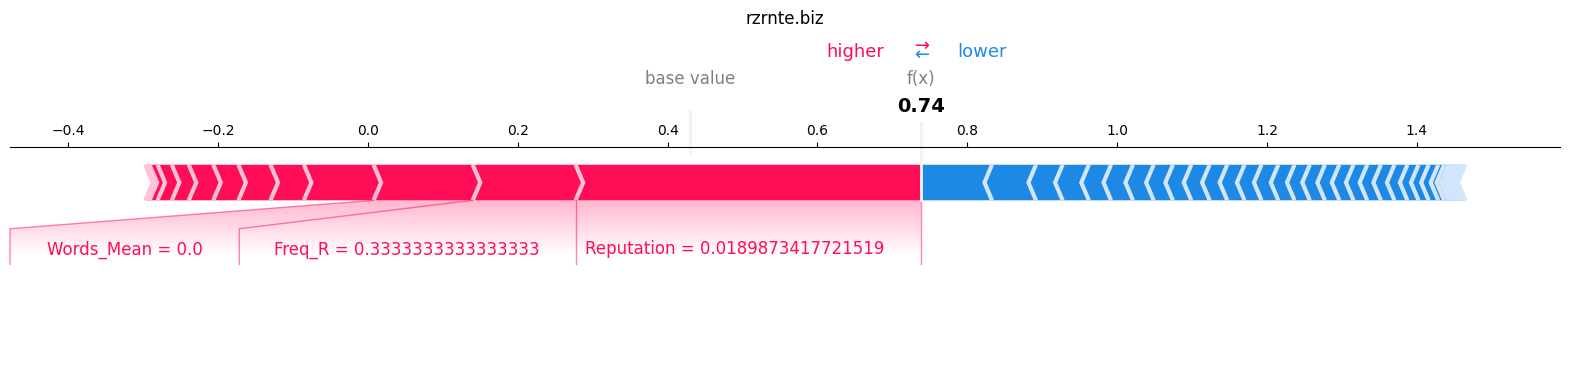 rzrnte.biz
higher ⇄ lower
base value f(x)
0.74
−0.4 −0.2 0.0 0.2 0.4 0.6 0.8 1.0 1.2 1.4
Words_Mean = 0.0 Freq_R = 0.3333333333333333 Reputation = 0.0189873417721519